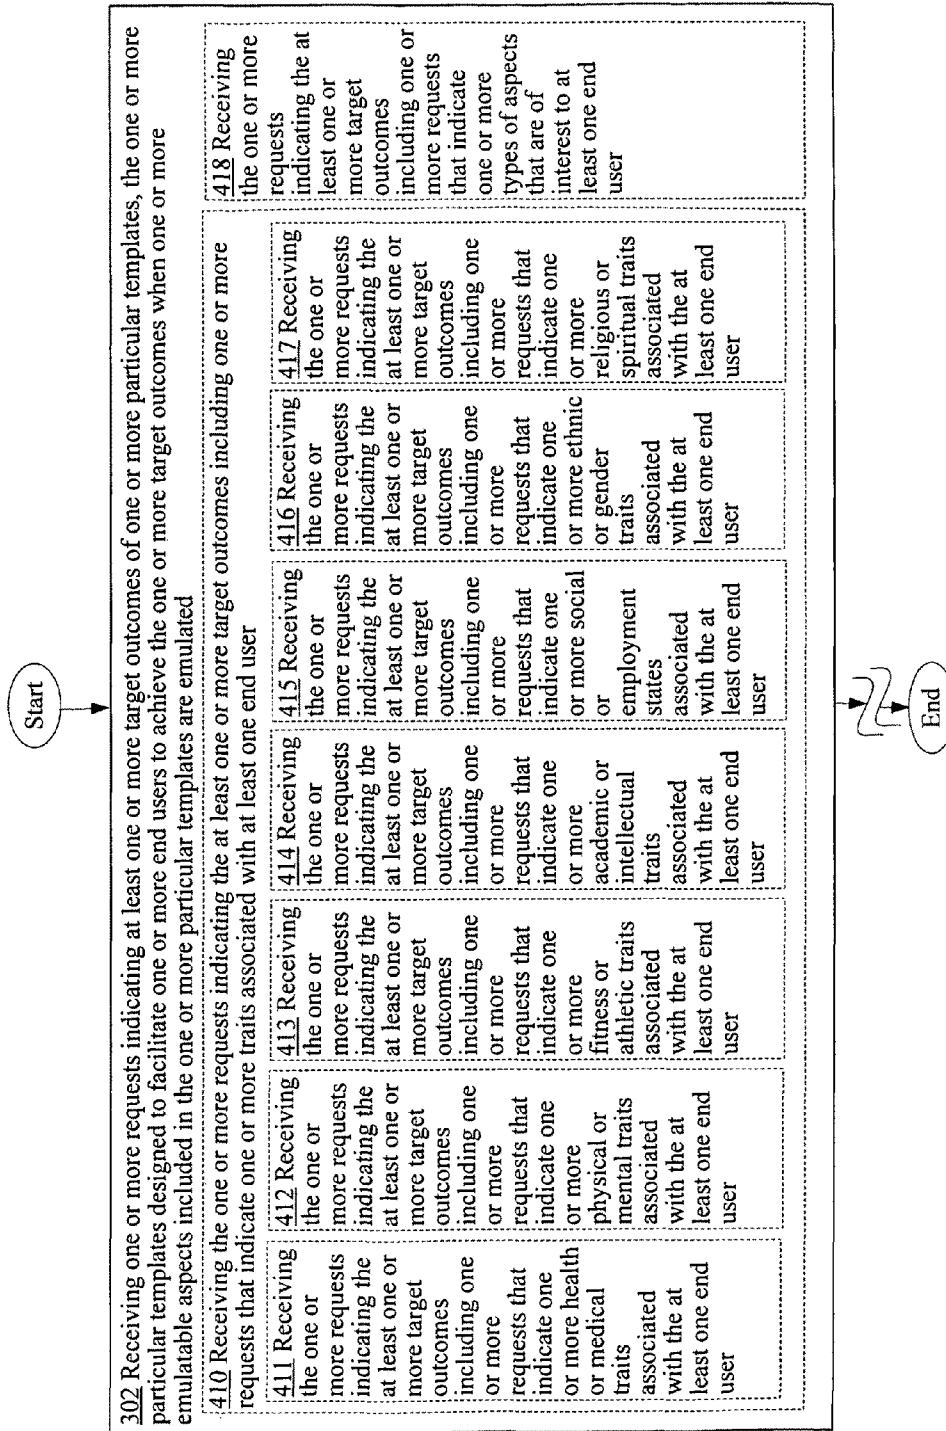 Start
302 Receiving one or more requests indicating at least one or more target outcomes of one or more particular templates, the one or more
particular templates designed to facilitate one or more end users to achieve the one or more target outcomes when one or more
emulatable aspects included in the one or more particular templates are emulated
410 Receiving the one or more requests indicating the at least one or more target outcomes including one or more
requests that indicate one or more traits associated with at least one end user
411 Receiving
the one or
more requests
indicating the
at least one or
more target
outcomes
including one
or more
requests that
indicate one
or more health
or medical
traits
associated
with the at
least one end
user
412 Receiving
the one or
more requests
indicating the
at least one or
more target
outcomes
including one
or more
requests that
indicate one
or more
physical or
mental traits
associated
with the at
least one end
user
413 Receiving
the one or
more requests
indicating the
at least one or
more target
outcomes
including one
or more
requests that
indicate one
or more
fitness or
athletic traits
associated
with the at
least one end
user
414 Receiving
the one or
more requests
indicating the
at least one or
more target
outcomes
including one
or more
requests that
indicate one
or more
academic or
intellectual
traits
associated
with the at
least one end
user
415 Receiving
the one or
more requests
indicating the
at least one or
more target
outcomes
including one
or more
requests that
indicate one
or more social
or
employment
states
associated
with the at
least one end
user
416 Receiving
the one or
more requests
indicating the
at least one or
more target
outcomes
including one
or more
requests that
indicate one
or more ethnic
or gender
traits
associated
with the at
least one end
user
417 Receiving
the one or
more requests
indicating the
at least one or
more target
outcomes
including one
or more
requests that
indicate one
or more
religious or
spiritual traits
associated
with the at
least one end
user
418 Receiving
the one or more
requests
indicating the at
least one or
more target
outcomes
including one or
more requests
that indicate
one or more
types of aspects
that are of
interest to at
least one end
user
End